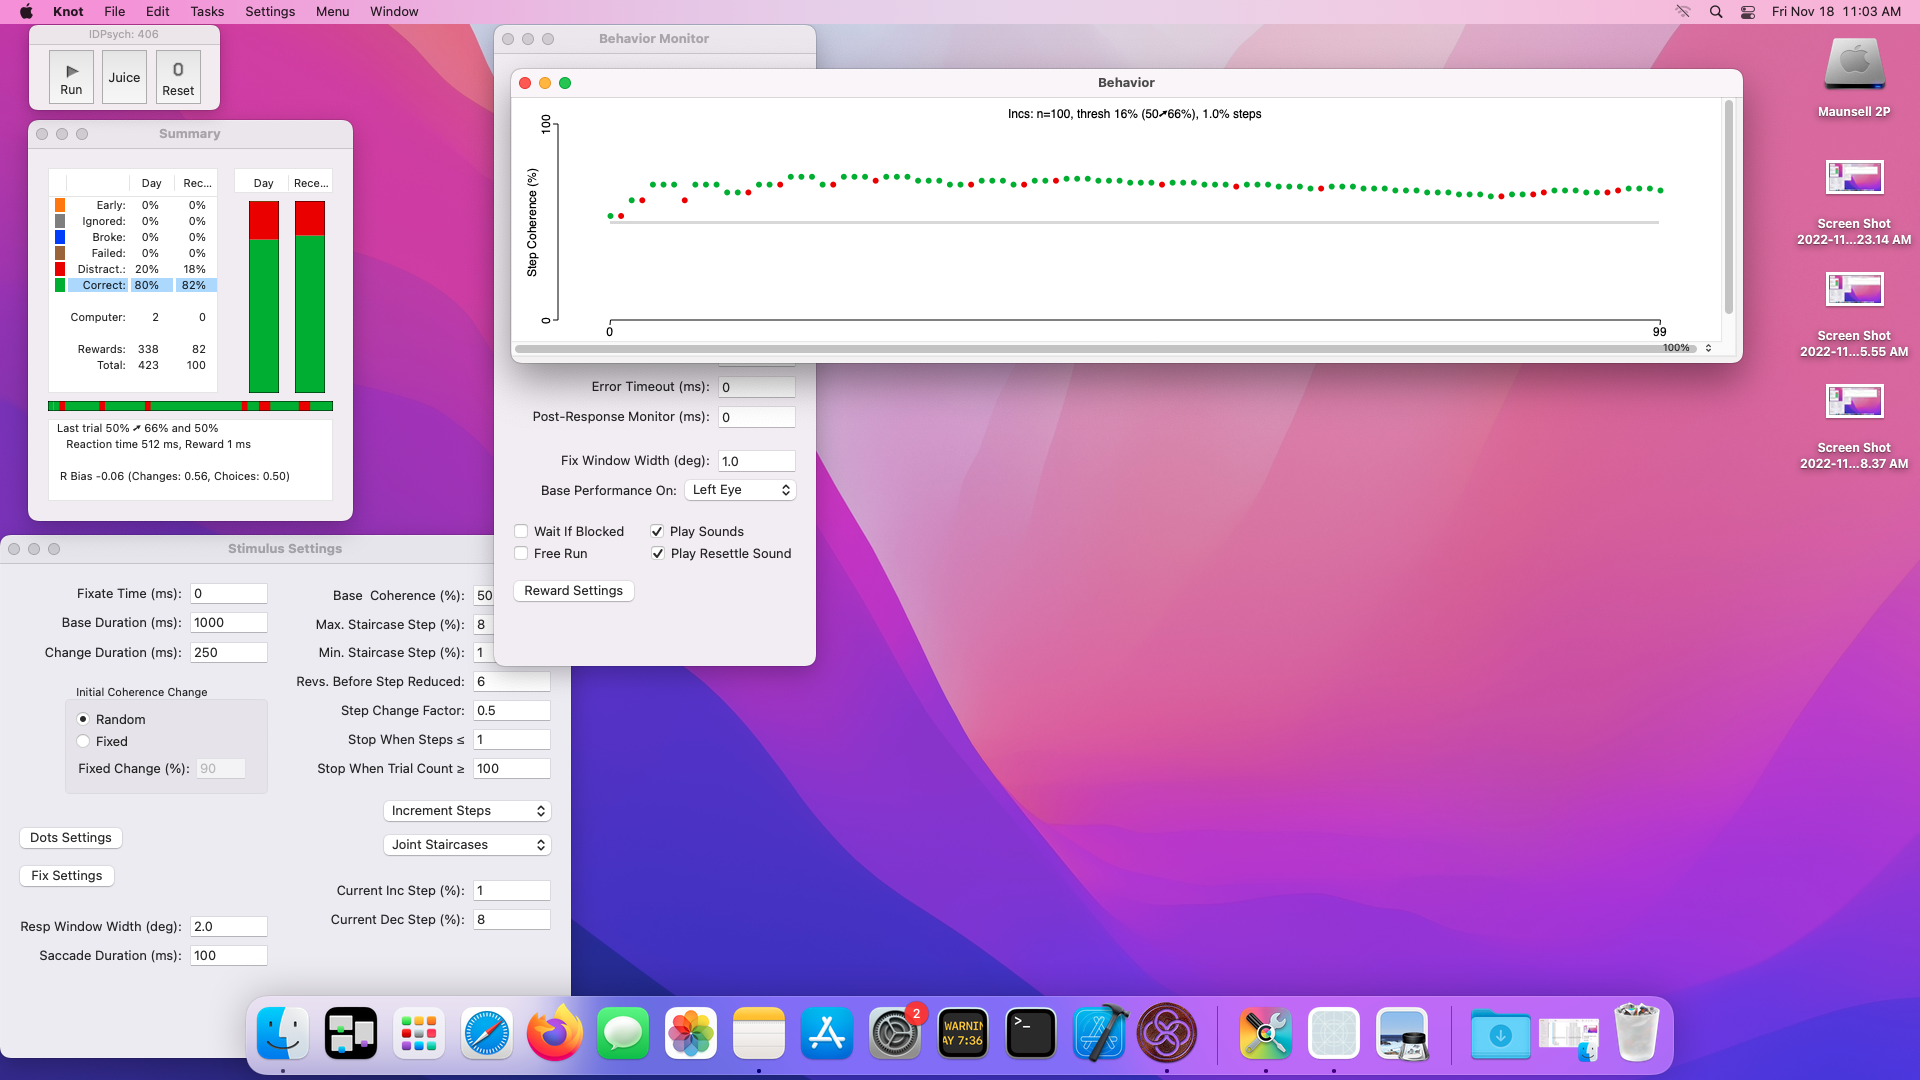 Knot File Edit Tasks Settings Menu Window
Fri Nov 18 11:03 AM
IDPsych: 406
Run
Juice
0
Reset
Summary
Day Rec...
Early: 0% 0%
Ignored: 0% 0%
Broke: 0% 0%
Failed: 0% 0%
Distract.: 20% 18%
Correct: 80% 82%
Computer: 2 0
Rewards: 338 82
Total: 423 100
Day Rece...
Last trial 50% ➚ 66% and 50%
Reaction time 512 ms, Reward 1 ms
R Bias -0.06 (Changes: 0.56, Choices: 0.50)
Stimulus Settings
Fixate Time (ms): 0
Base Duration (ms): 1000
Change Duration (ms): 250
Initial Coherence Change
Random
Fixed
Fixed Change (%): 90
Dots Settings
Fix Settings
Resp Window Width (deg): 2.0
Saccade Duration (ms): 100
Base Coherence (%): 50
Max. Staircase Step (%): 8
Min. Staircase Step (%): 1
Revs. Before Step Reduced: 6
Step Change Factor: 0.5
Stop When Steps ≤ 1
Stop When Trial Count ≥ 100
Increment Steps
Joint Staircases
Current Inc Step (%): 1
Current Dec Step (%): 8
Behavior Monitor
Behavior
Incs: n=100, thresh 16% (50➚66%), 1.0% steps
Step Coherence (%)
100
0
0
99
100%
Error Timeout (ms): 0
Post-Response Monitor (ms): 0
Fix Window Width (deg): 1.0
Base Performance On: Left Eye
Wait If Blocked
Play Sounds
Free Run
Play Resettle Sound
Reward Settings
Maunsell 2P
Screen Shot
2022-11...23.14 AM
Screen Shot
2022-11...5.55 AM
Screen Shot
2022-11...8.37 AM
2
WARNIN
AY 7:36
>_